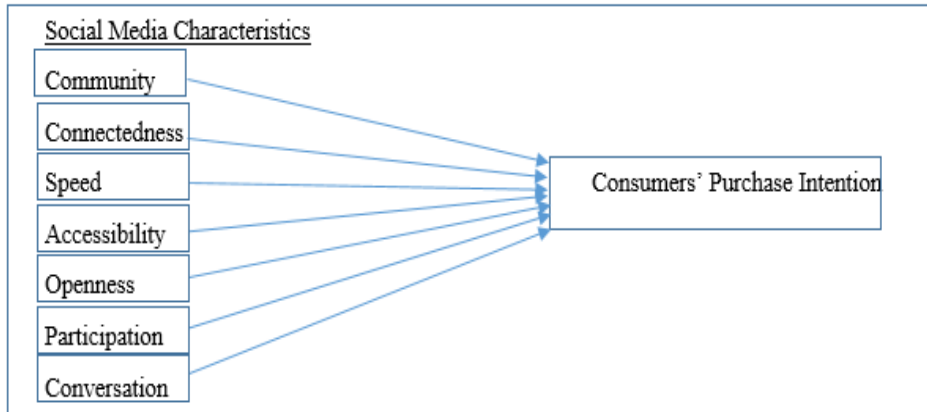 Social Media Characteristics
Community
Connectedness
Speed
Consumers' Purchase Intention
Accessibility
Openness
Participation
Conversation